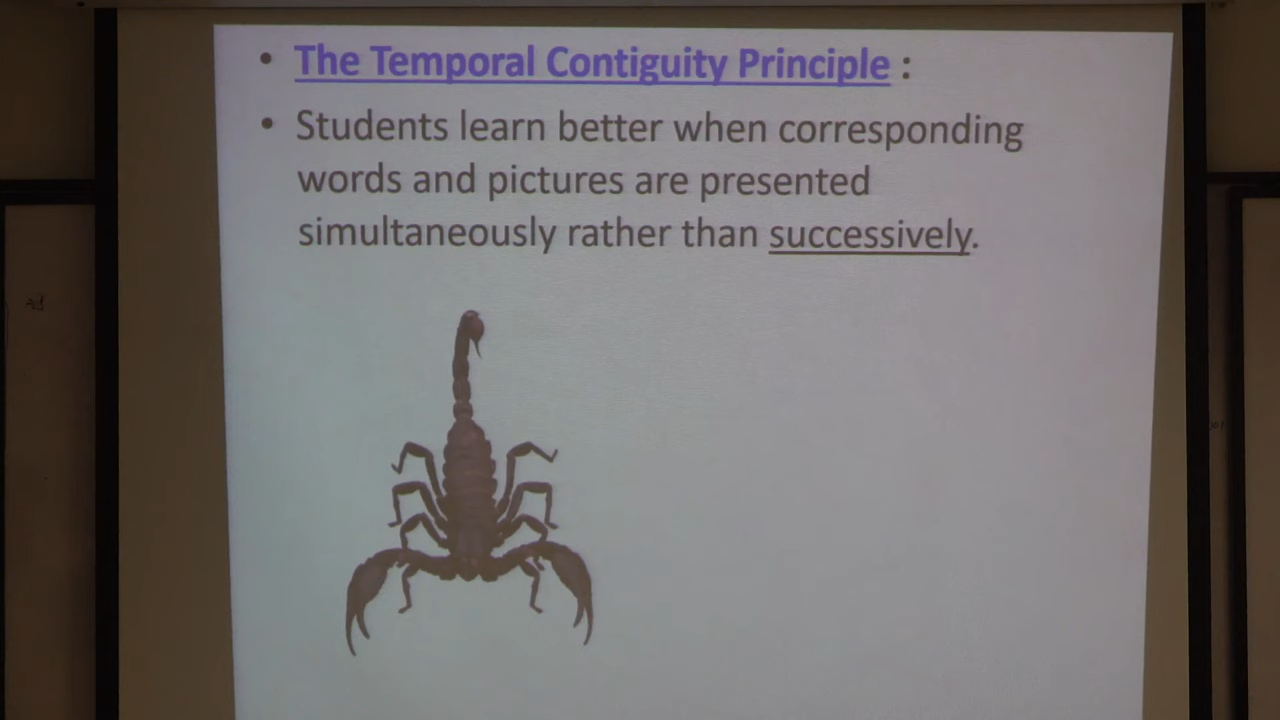 • The Temporal Contiguity Principle :
• Students learn better when corresponding
words and pictures are presented
simultaneously rather than successively.